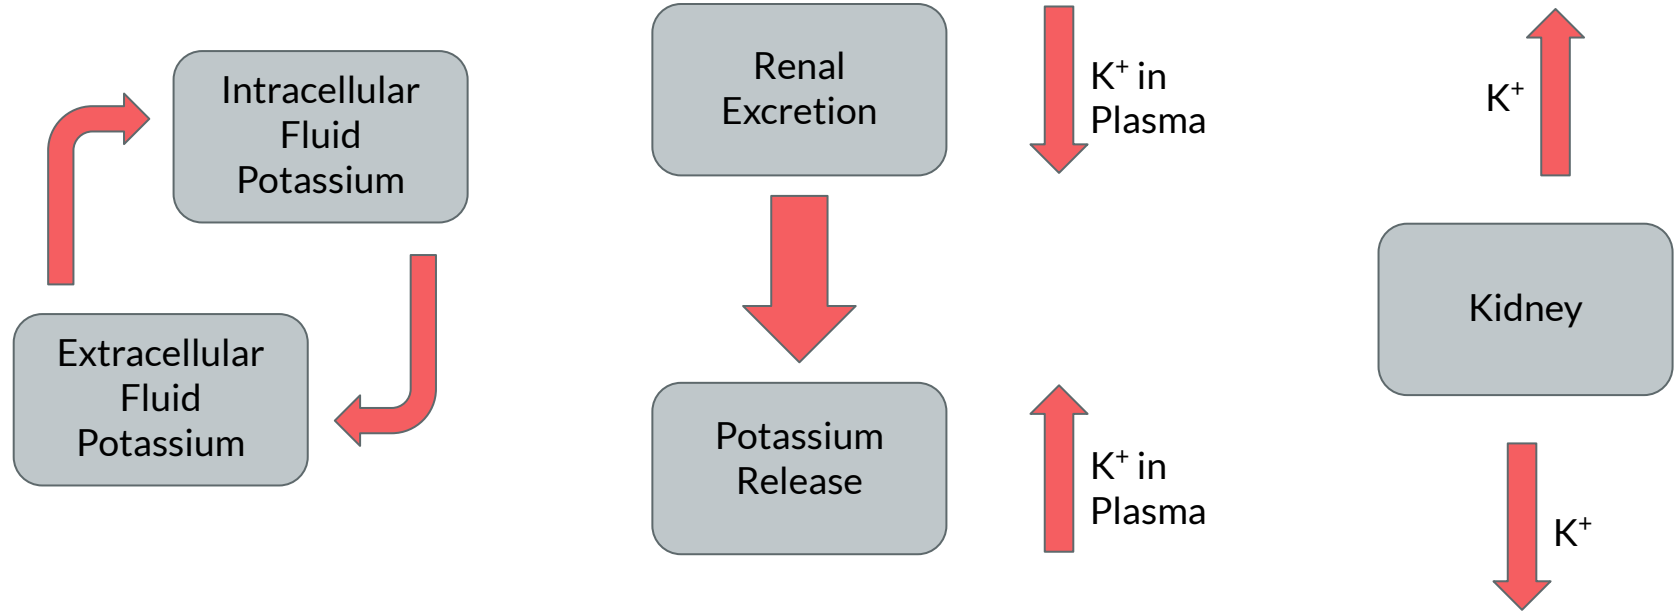 Intracellular
Fluid
Potassium
Extracellular
Fluid
Potassium
Renal
Excretion
K⁺ in
Plasma
Potassium
Release
K⁺ in
Plasma
K⁺
Kidney
K⁺